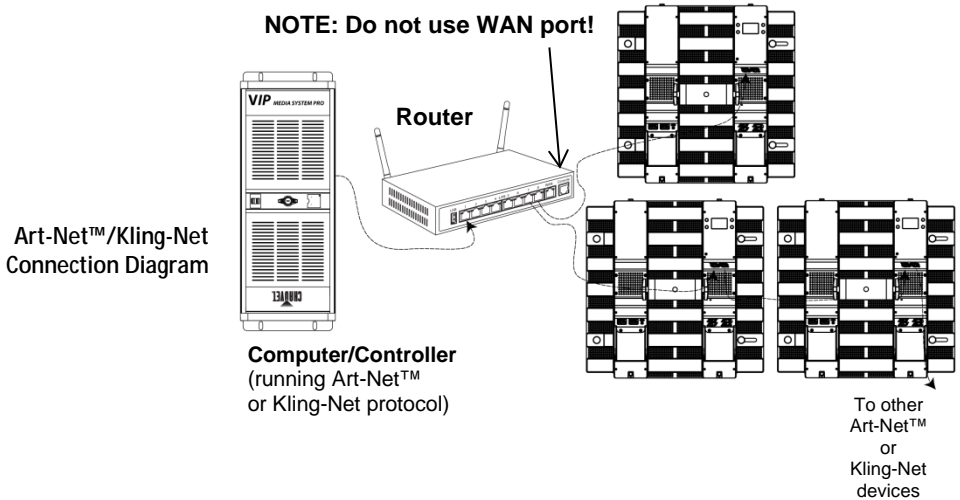 NOTE: Do not use WAN port!
VIP MEDIA SYSTEM PRO
Router
Art-Net™/Kling-Net
Connection Diagram
CHAUVET
Computer/Controller
(running Art-Net™
or Kling-Net protocol)
To other
Art-Net™
or
Kling-Net
devices